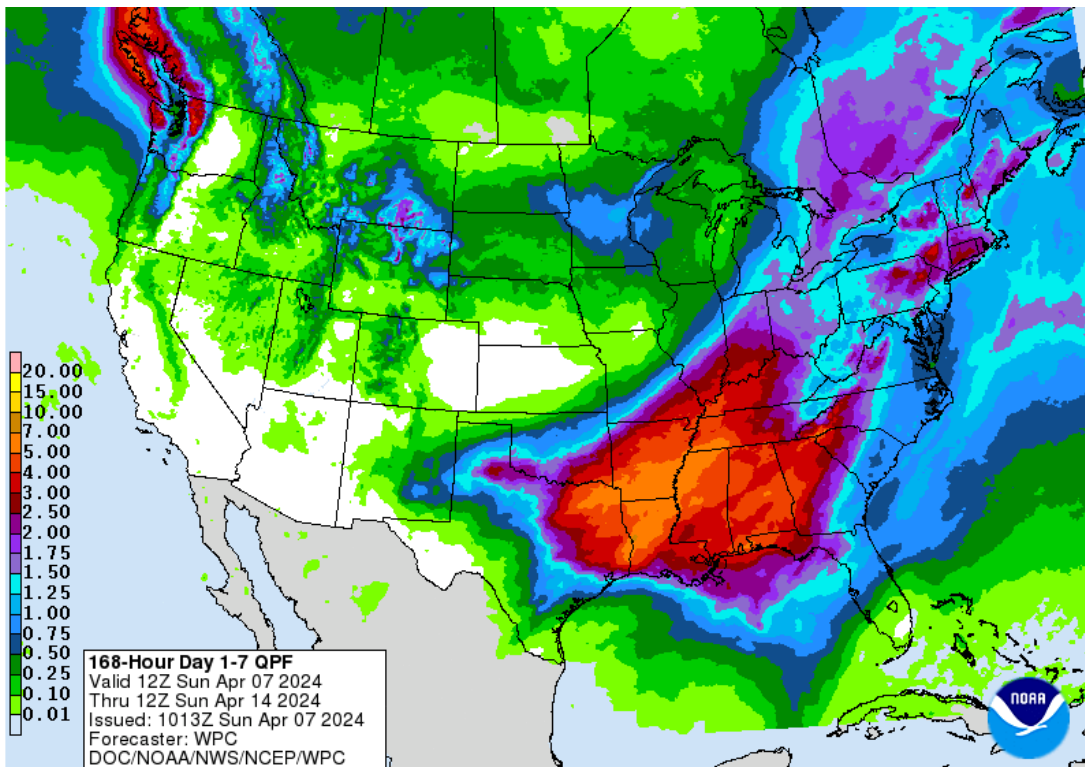 20.00
15.00
10.00
7.00
5.00
4.00
3.00
2.50
2.00
1.75
1.50
1.25
1.00
0.75
0.50
0.25
0.10
0.01
168-Hour Day 1-7 QPF
Valid 12Z Sun Apr 07 2024
Thru 12Z Sun Apr 14 2024
Issued: 1013Z Sun Apr 07 2024
Forecaster: WPC
DOC/NOAA/NWS/NCEP/WPC
NOAA